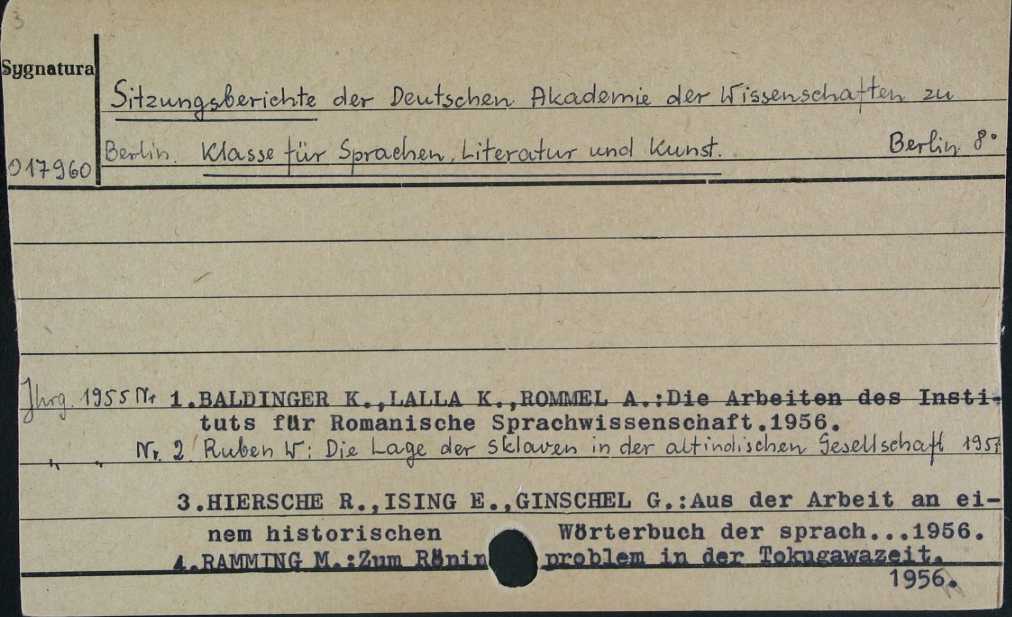 3
Sygnatura
Sitzungsberichte der Deutschen Akademie der Wissenschaften zu
Berlin. Klasse für Sprachen, Literatur und Kunst. Berlin 8°
017960
Jhrg. 1955 Nr 1.BALDINGER K.,LALLA K.,ROMMEL A.:Die Arbeiten des Insti-
tuts für Romanische Sprachwissenschaft.1956.
" " Nr. 2 Ruben W: Die Lage der Sklaven in der altindischen Gesellschaft
3.HIERSCHE R.,ISING E.,GINSCHEL G.:Aus der Arbeit an ei-
nem historischen Wörterbuch der sprach...1956.
4.RAMMING M.:Zum Rönin problem in der Tokugawazeit.
1956.